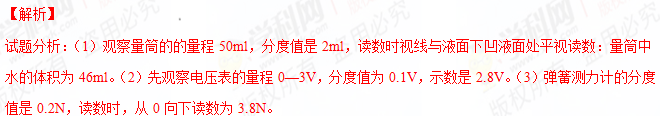 【解析】
试题分析：（1）观察量筒的的量程 50ml，分度值是 2ml，读数时视线与液面下凹液面处平视读数：量筒中
水的体积为 46ml。（2）先观察电压表的量程 0—3V，分度值为 0.1V，示数是 2.8V。（3）弹簧测力计的分度
值是 0.2N，读数时，从 0 向下读数为 3.8N。